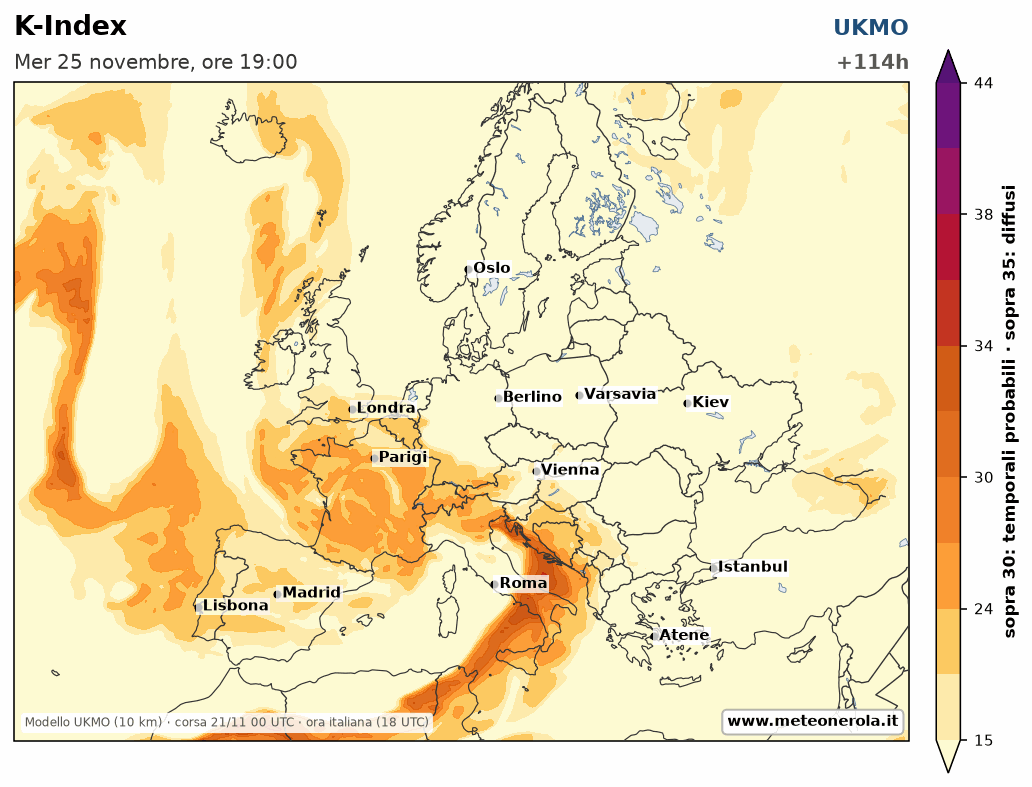 K-Index
UKMO
Mer 25 novembre, ore 19:00
+114h
44
38
34
30
24
15
sopra 30: temporali probabili · sopra 35: diffusi
Oslo
Berlino
Varsavia
Kiev
Londra
Parigi
Vienna
Istanbul
Roma
Madrid
Lisbona
Atene
Modello UKMO (10 km) · corsa 21/11 00 UTC · ora italiana (18 UTC)
www.meteonerola.it